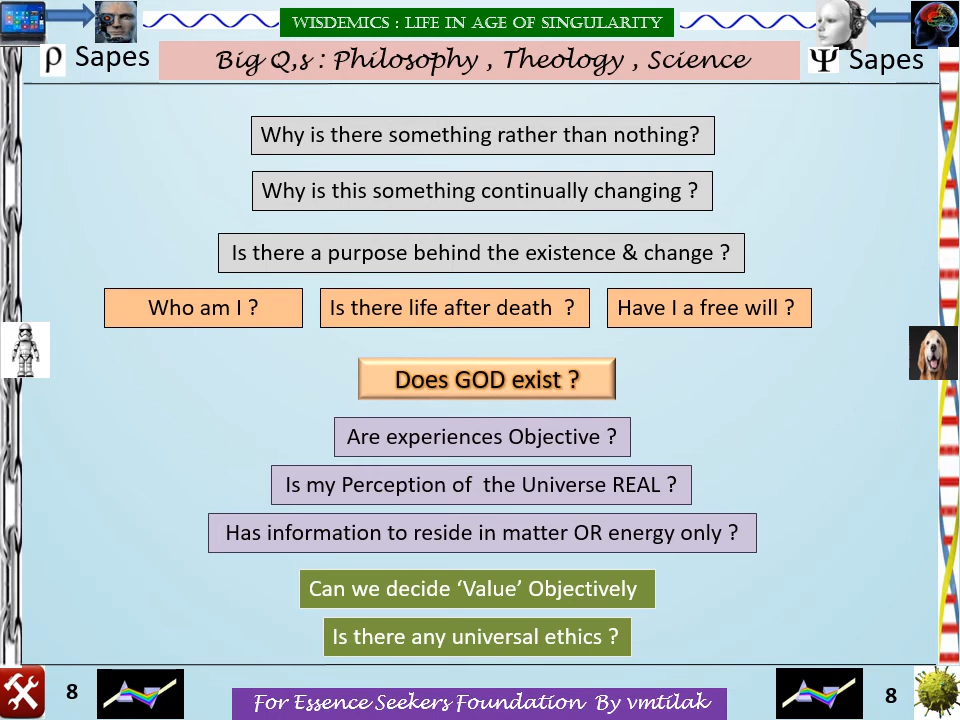 WISDEMICS : LIFE IN AGE OF SINGULARITY
ρ Sapes
Big Q,s : Philosophy , Theology , Science
Ψ Sapes
Why is there something rather than nothing?
Why is this something continually changing ?
Is there a purpose behind the existence & change ?
Who am I ?
Is there life after death ?
Have I a free will ?
Does GOD exist ?
Are experiences Objective ?
Is my Perception of the Universe REAL ?
Has information to reside in matter OR energy only ?
Can we decide ‘Value’ Objectively
Is there any universal ethics ?
8
For Essence Seekers Foundation By vmtilak
8